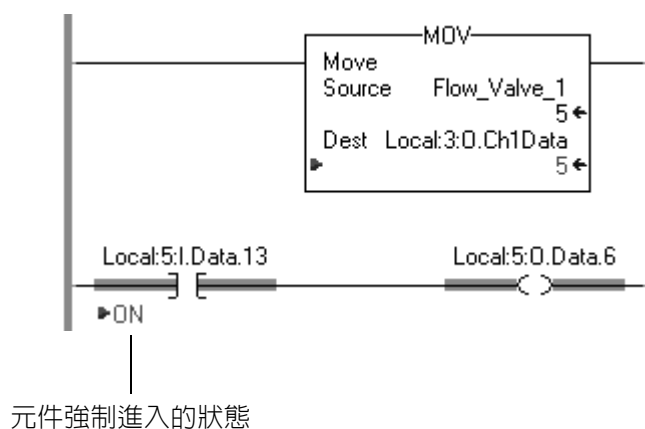 MOV
Move
Source Flow_Valve_1
5
Dest Local:3:O.Ch1Data
5
Local:5:I.Data.13 Local:5:O.Data.6
ON
元件強制進入的狀態